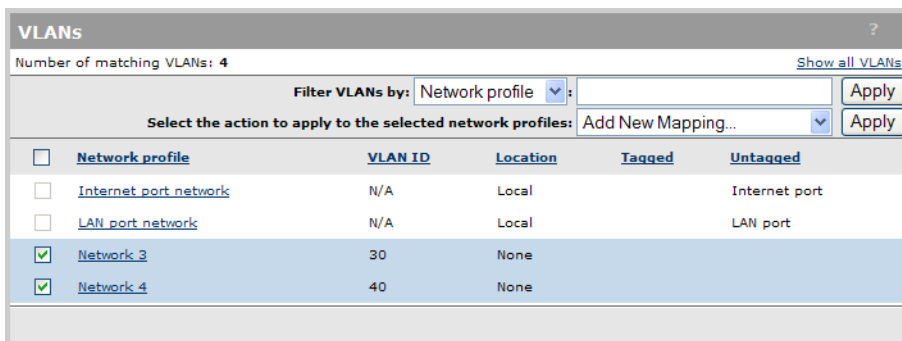 VLANs ?
Number of matching VLANs: 4 Show all VLANs
Filter VLANs by: Network profile : Apply
Select the action to apply to the selected network profiles: Add New Mapping... Apply
Network profile VLAN ID Location Tagged Untagged
Internet port network N/A Local Internet port
LAN port network N/A Local LAN port
Network 3 30 None
Network 4 40 None